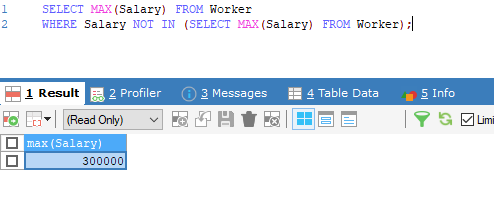 1 SELECT MAX(Salary) FROM Worker
2 WHERE Salary NOT IN (SELECT MAX(Salary) FROM Worker);
1 Result 2 Profiler 3 Messages 4 Table Data 5 Info
(Read Only) Limi
max(Salary)
300000